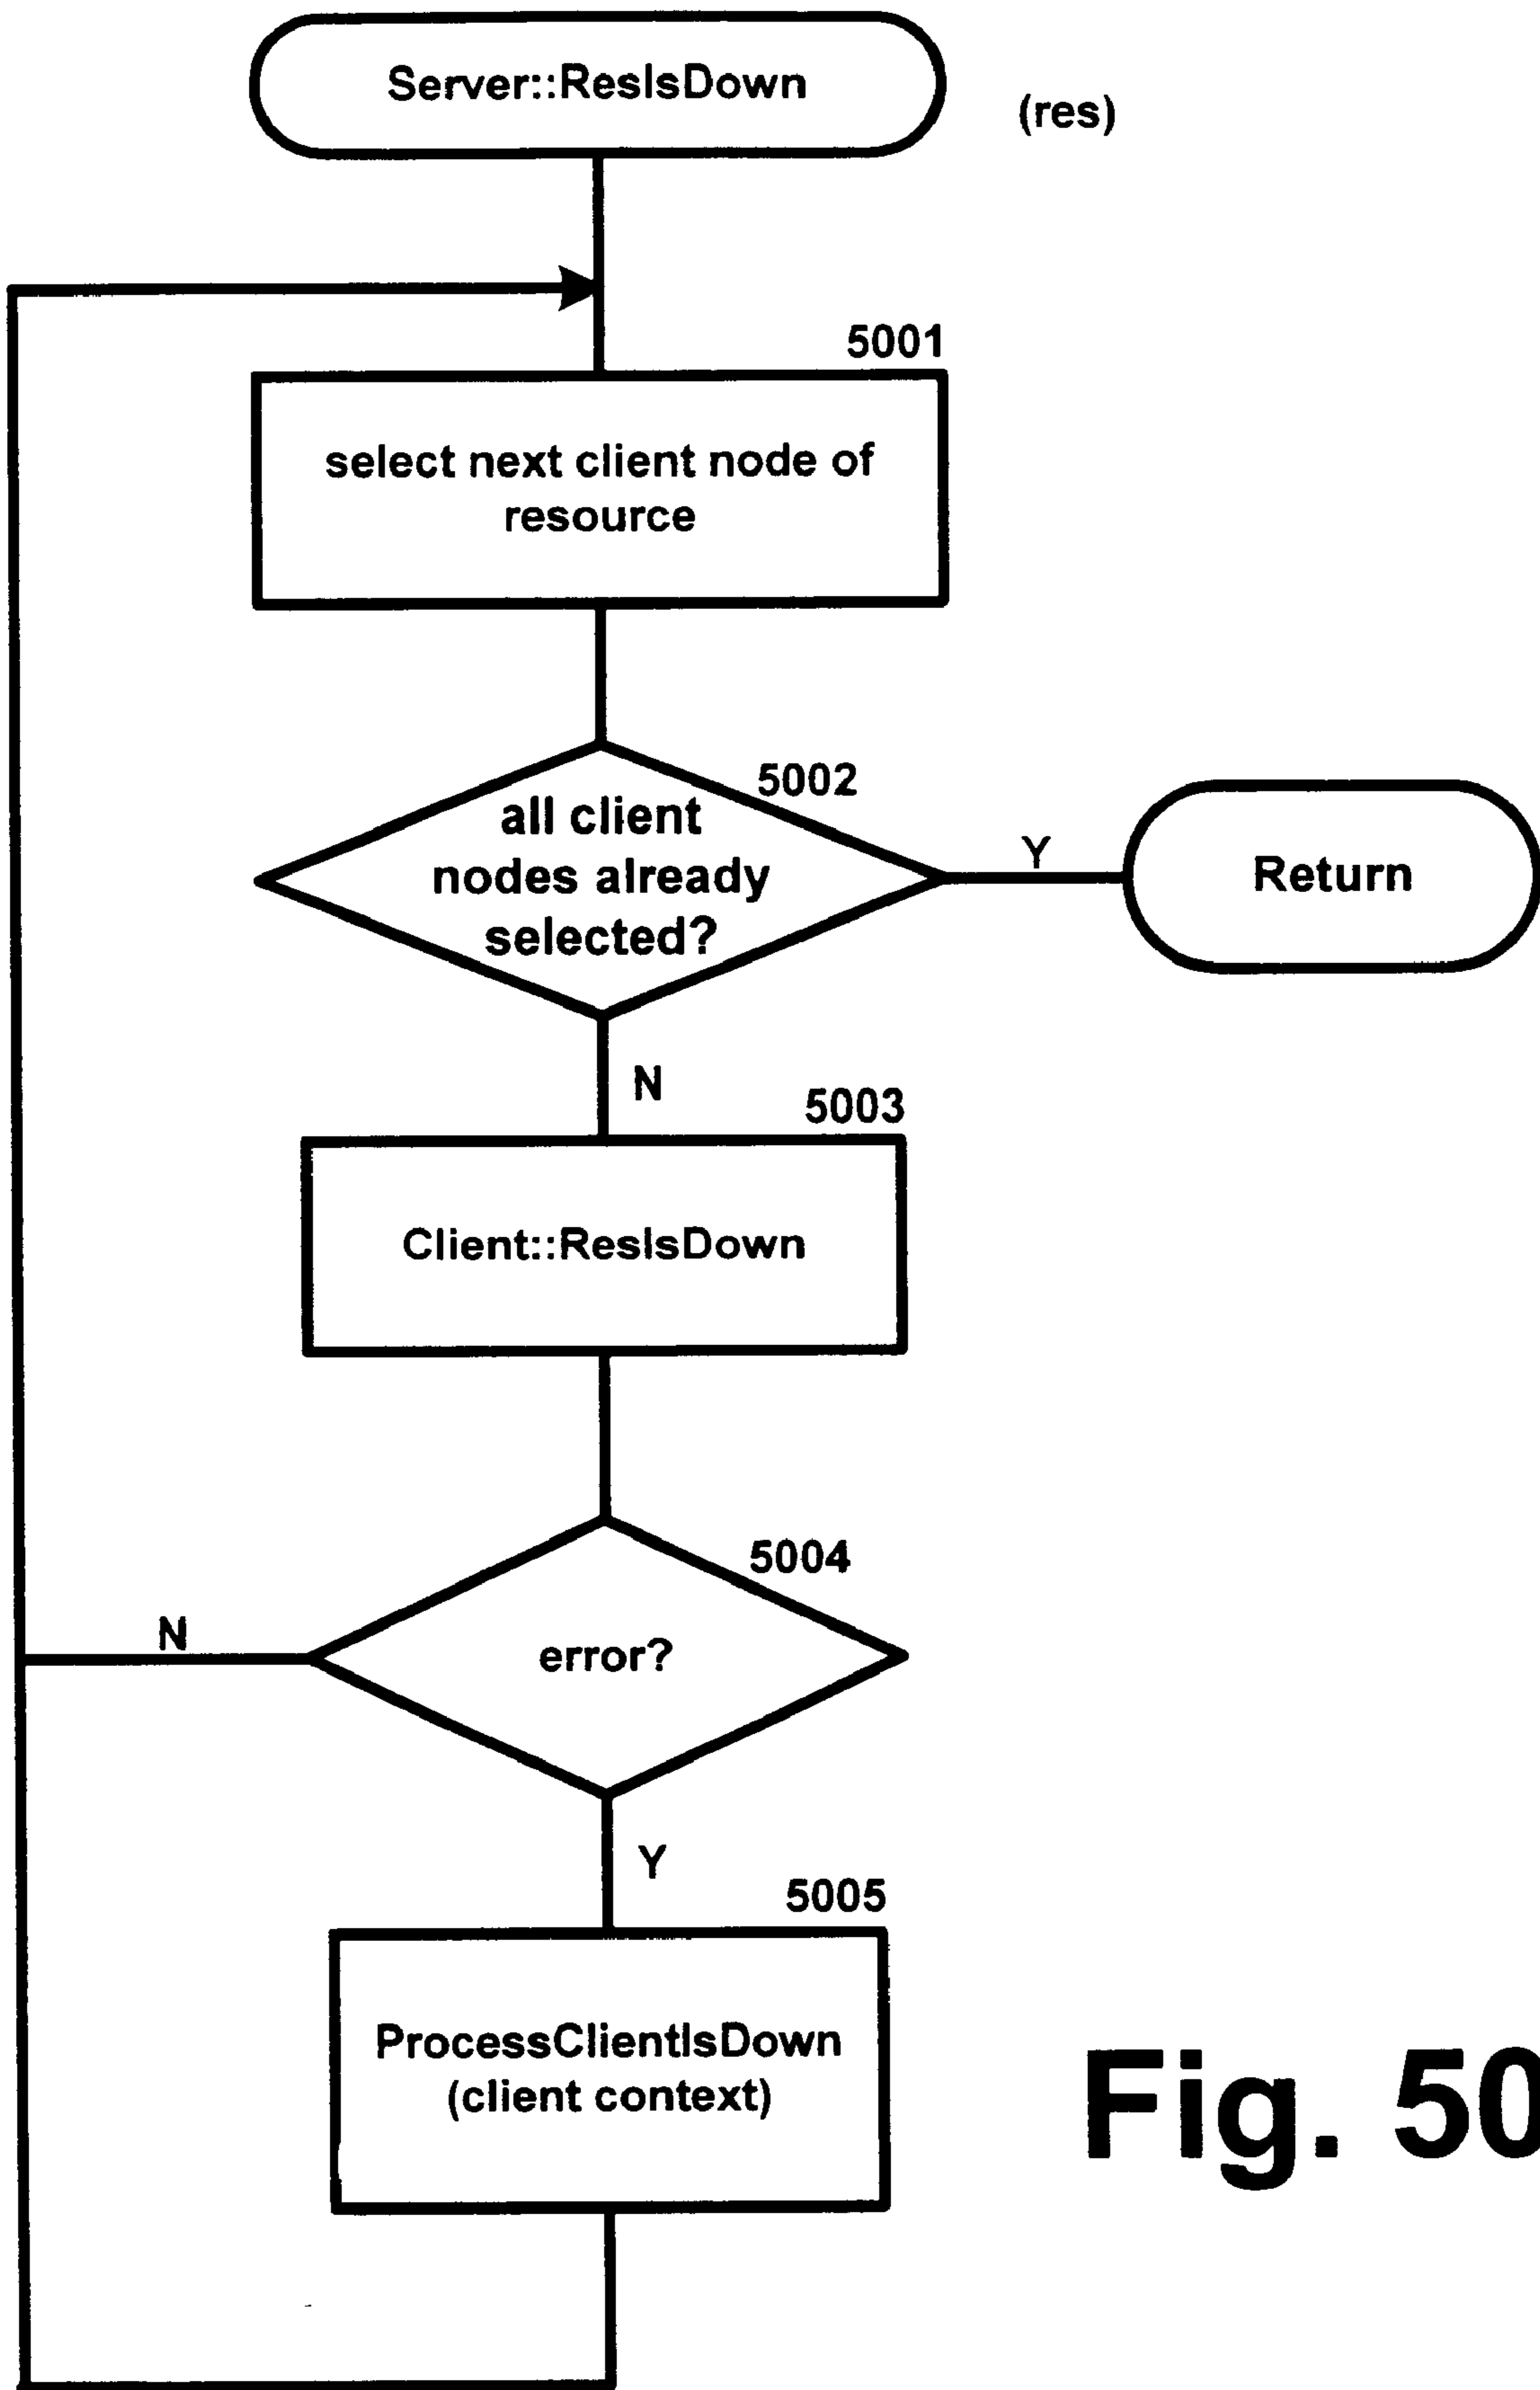 Server::ResIsDown
(res)
5001
select next client node of
resource
5002
all client
nodes already
selected?
Y
Return
N
5003
Client::ResIsDown
5004
error?
N
Y
5005
ProcessClientIsDown
(client context)
Fig. 50